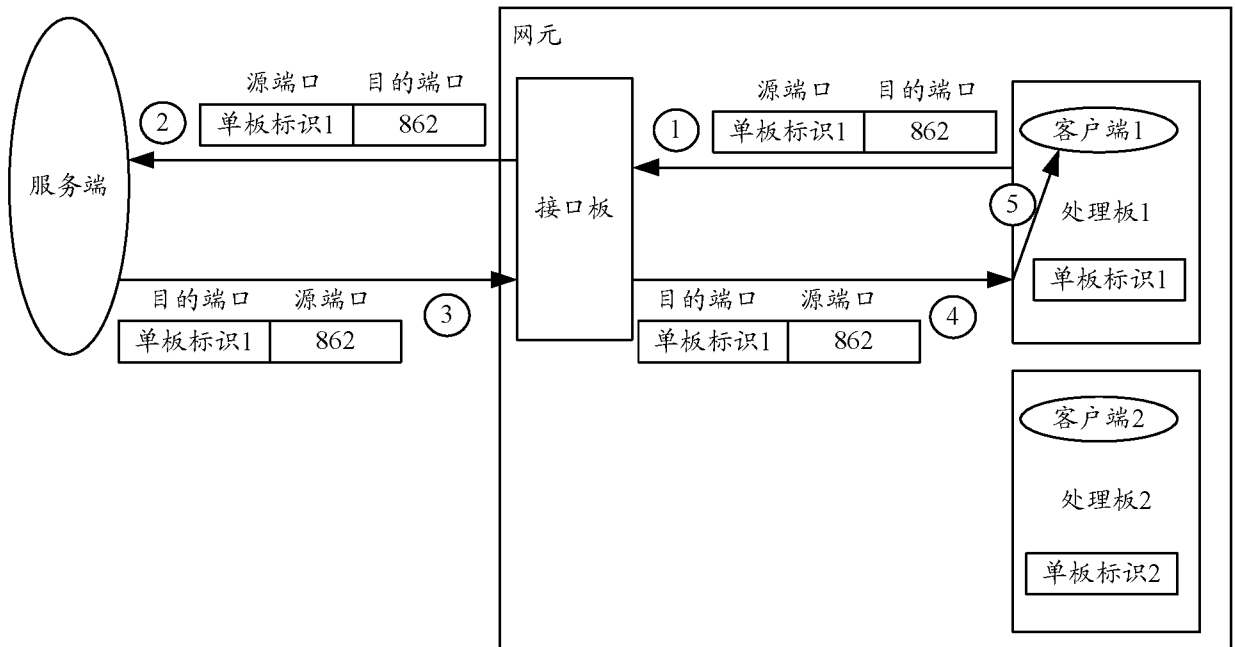 网元
源端口 目的端口
② 单板标识1 862
源端口 目的端口
① 单板标识1 862
客户端1
服务端
接口板
⑤
处理板1
单板标识1
目的端口 源端口
③
单板标识1 862
目的端口 源端口
④
单板标识1 862
客户端2
处理板2
单板标识2